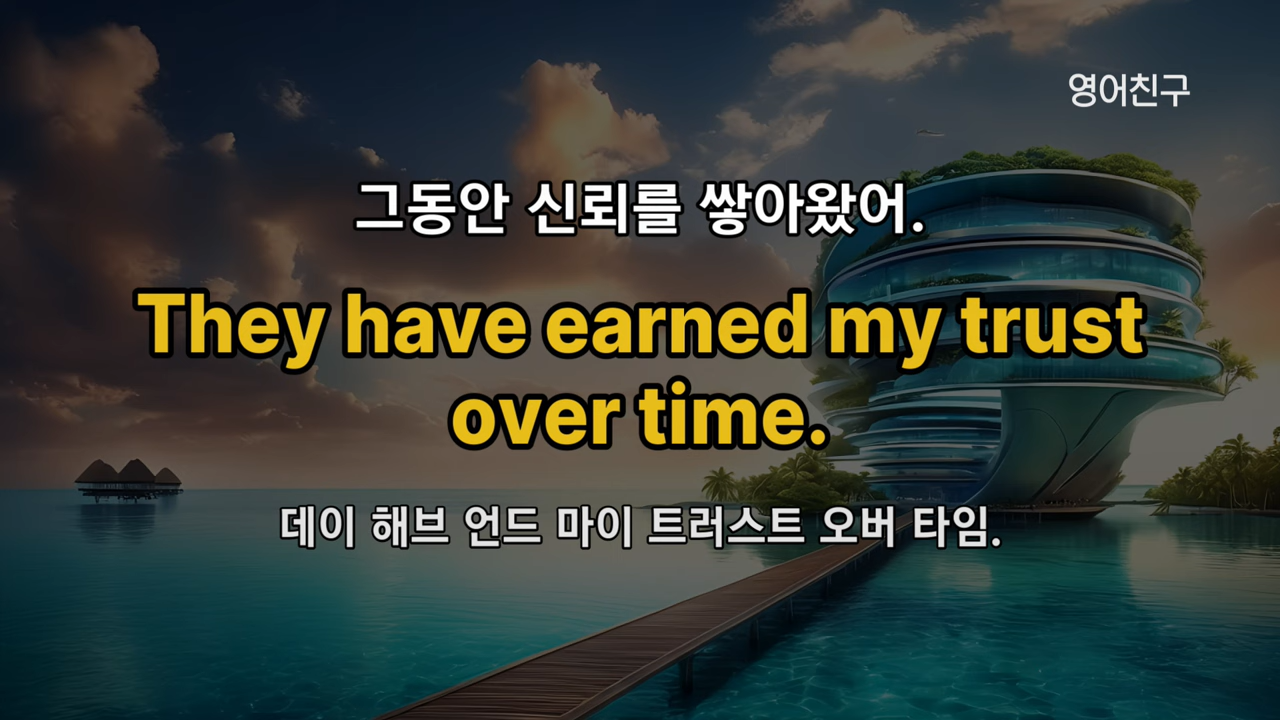 영어친구
그동안 신뢰를 쌓아왔어.
They have earned my trust
over time.
데이 해브 언드 마이 트러스트 오버 타임.